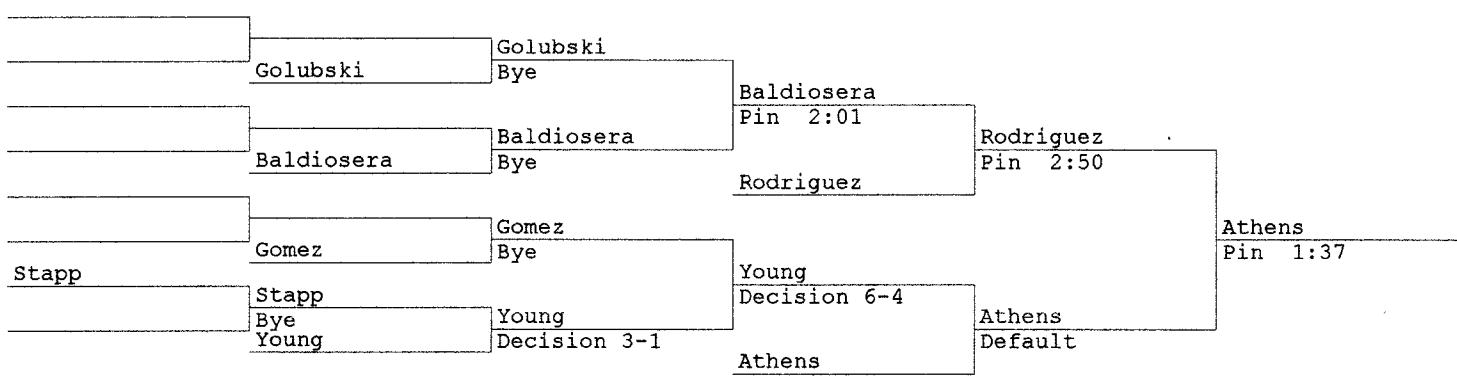 Golubski
Golubski
Bye
Baldiosera
Pin 2:01
Baldiosera
Baldiosera
Bye
Rodriguez
Pin 2:50
Rodriguez
Gomez
Gomez
Bye
Athens
Pin 1:37
Stapp
Stapp
Bye
Young
Young
Decision 3-1
Young
Decision 6-4
Athens
Default
Athens